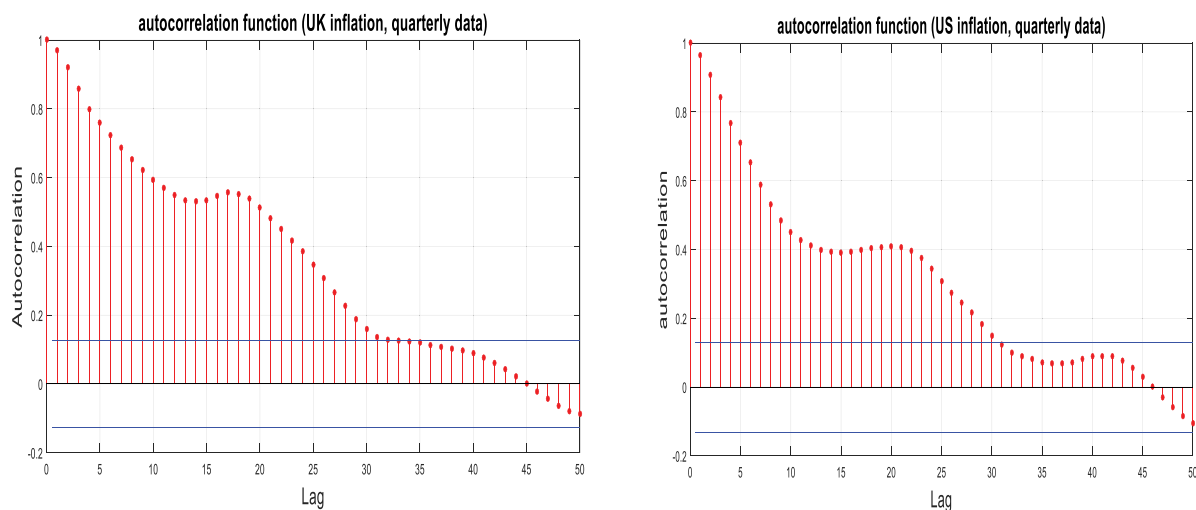 autocorrelation function (UK inflation, quarterly data)
1
0.8
0.6
0.4
0.2
0
-0.2
Autocorrelation
0 5 10 15 20 25 30 35 40 45 50
Lag
autocorrelation function (US inflation, quarterly data)
1
0.8
0.6
0.4
0.2
0
-0.2
autocorrelation
0 5 10 15 20 25 30 35 40 45 50
Lag